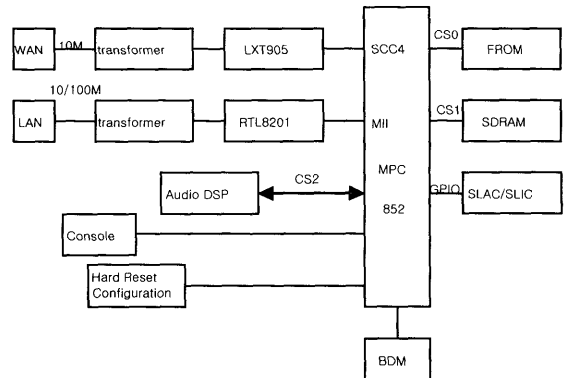 WAN
10M
transformer
LXT905
SCC4
CS0
FROM
10/100M
LAN
transformer
RTL8201
MII
CS1
SDRAM
MPC
852
Audio DSP
CS2
GPIO
SLAC/SLIC
Console
Hard Reset
Configuration
BDM